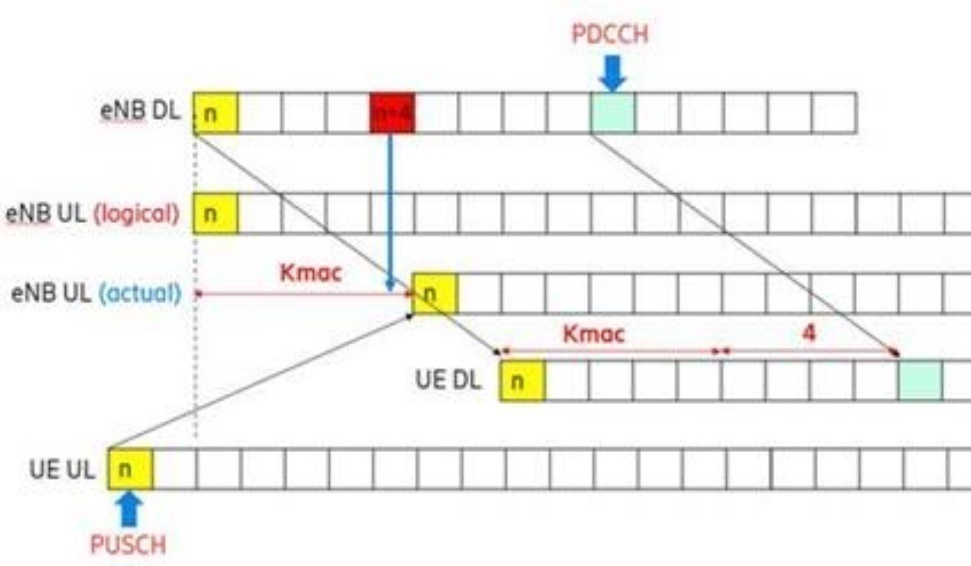 PDCCH
eNB DL
n
n+4
eNB UL (logical)
n
eNB UL (actual)
Kmac
n
Kmac
4
UE DL
n
UE UL
n
PUSCH